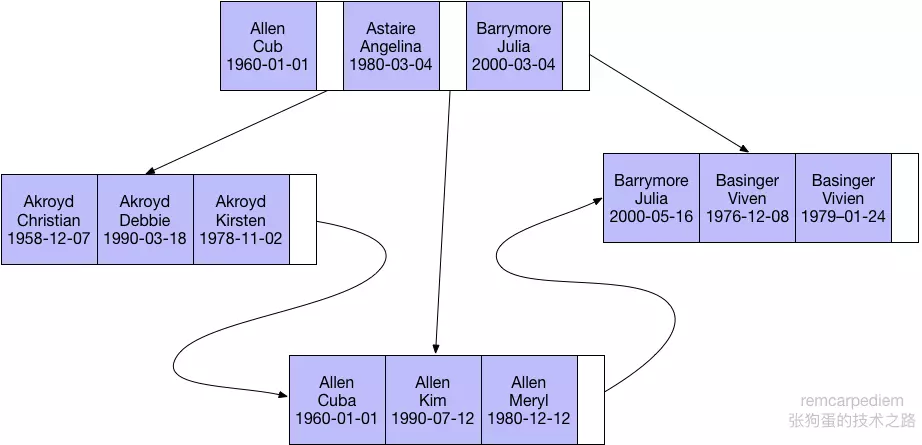 Allen
Cub
1960-01-01
Astaire
Angelina
1980-03-04
Barrymore
Julia
2000-03-04
Akroyd
Christian
1958-12-07
Akroyd
Debbie
1990-03-18
Akroyd
Kirsten
1978-11-02
Barrymore
Julia
2000-05-16
Basinger
Viven
1976-12-08
Basinger
Vivien
1979–01-24
Allen
Cuba
1960-01-01
Allen
Kim
1990-07-12
Allen
Meryl
1980-12-12
remcarpediem
张狗蛋的技术之路